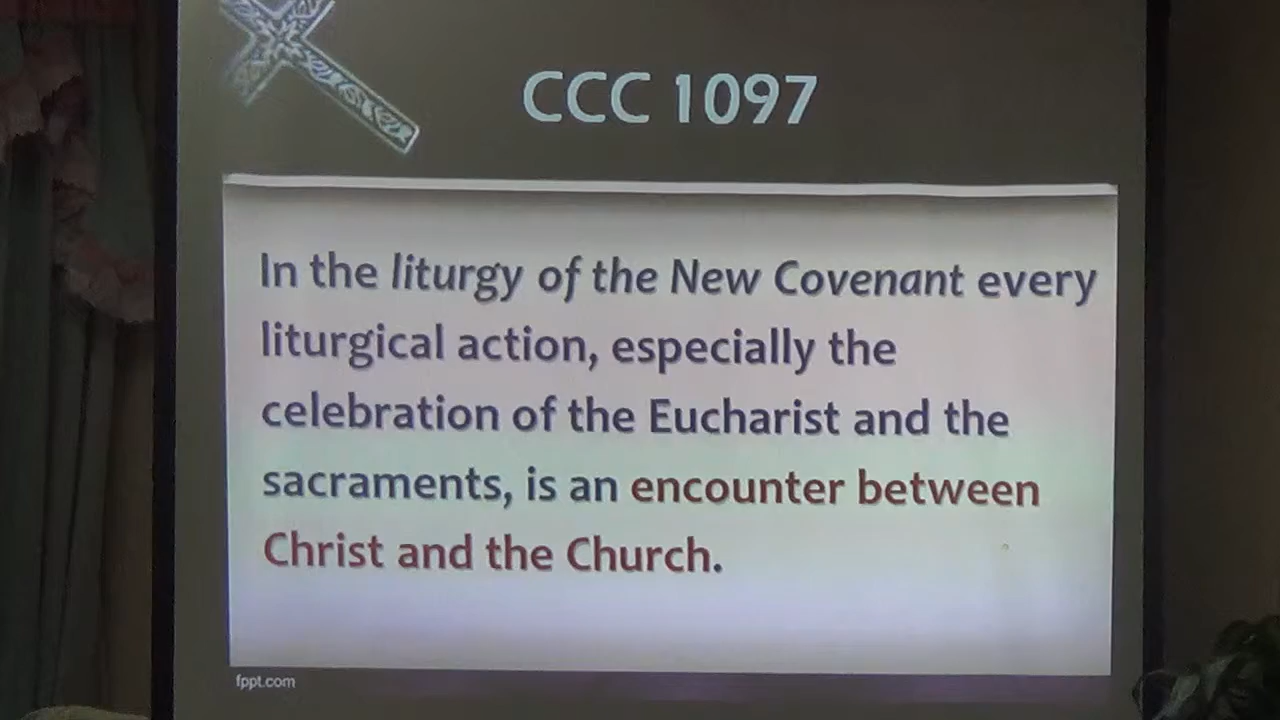 CCC 1097
In the liturgy of the New Covenant every
liturgical action, especially the
celebration of the Eucharist and the
sacraments, is an encounter between
Christ and the Church.
fppt.com